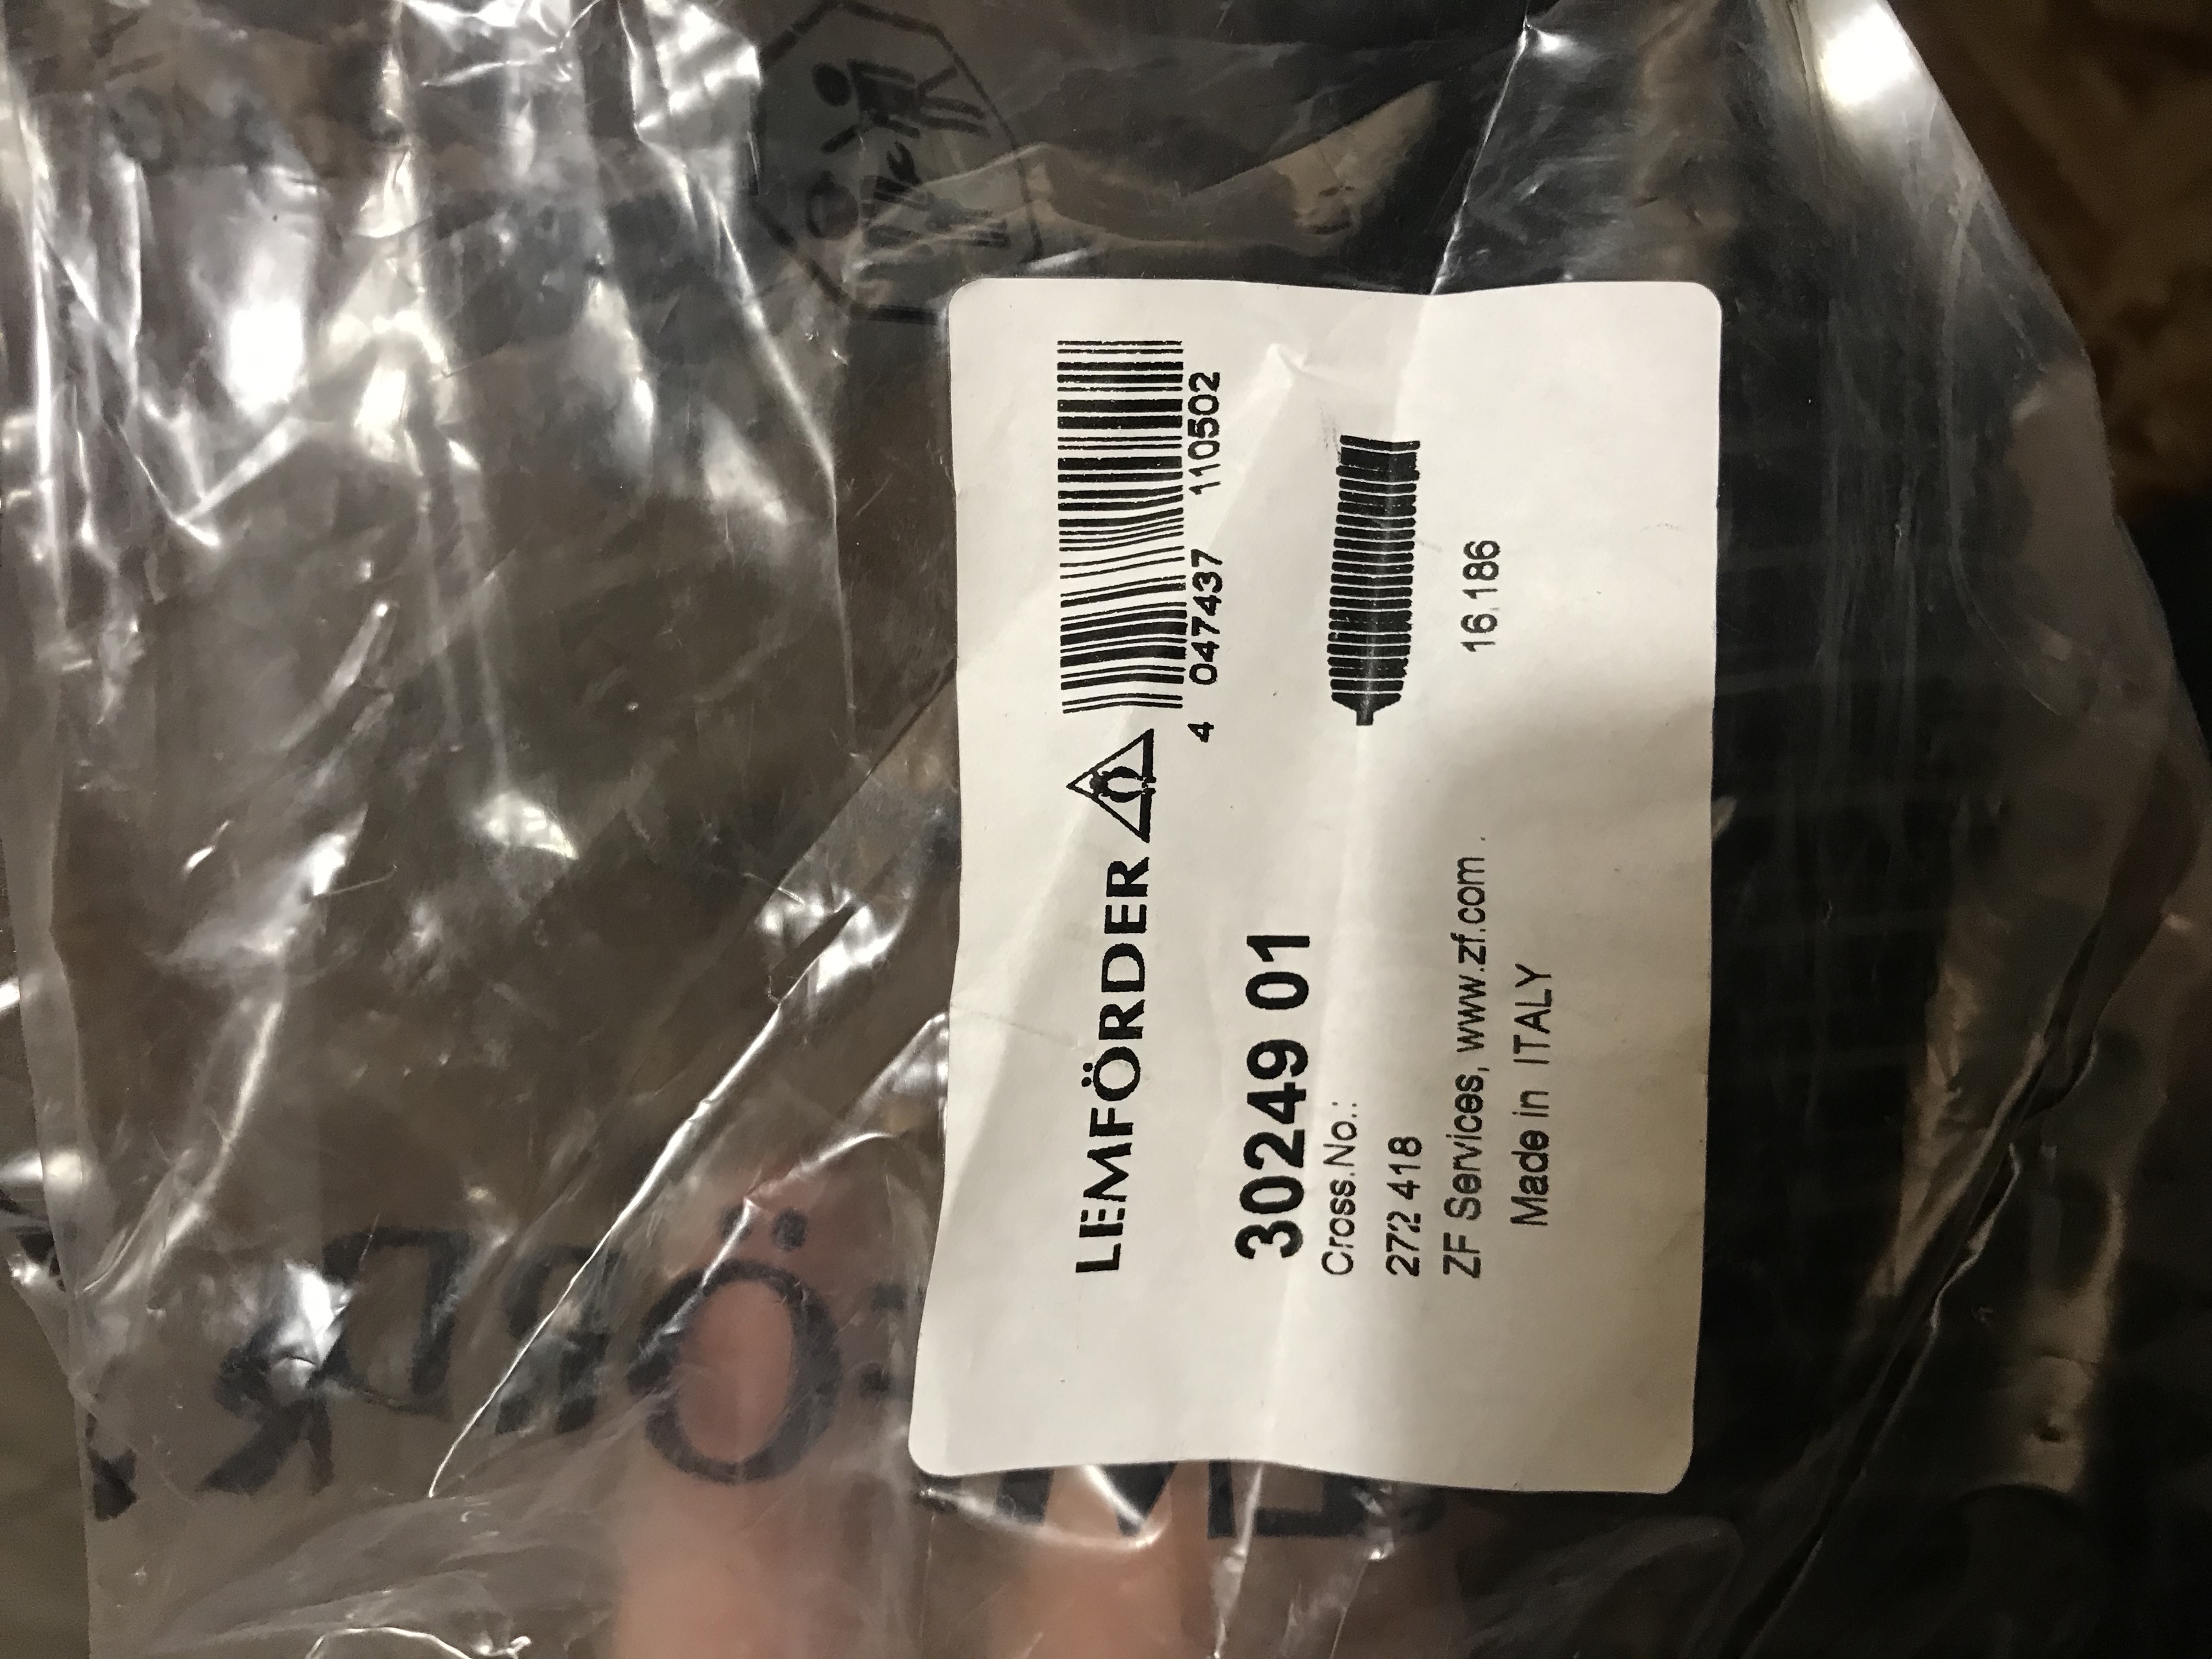 LEMFÖRDER
4 047437 110502
30249 01
Cross.No.:
272 418
16.186
ZF Services, www.zf.com .
Made in ITALY